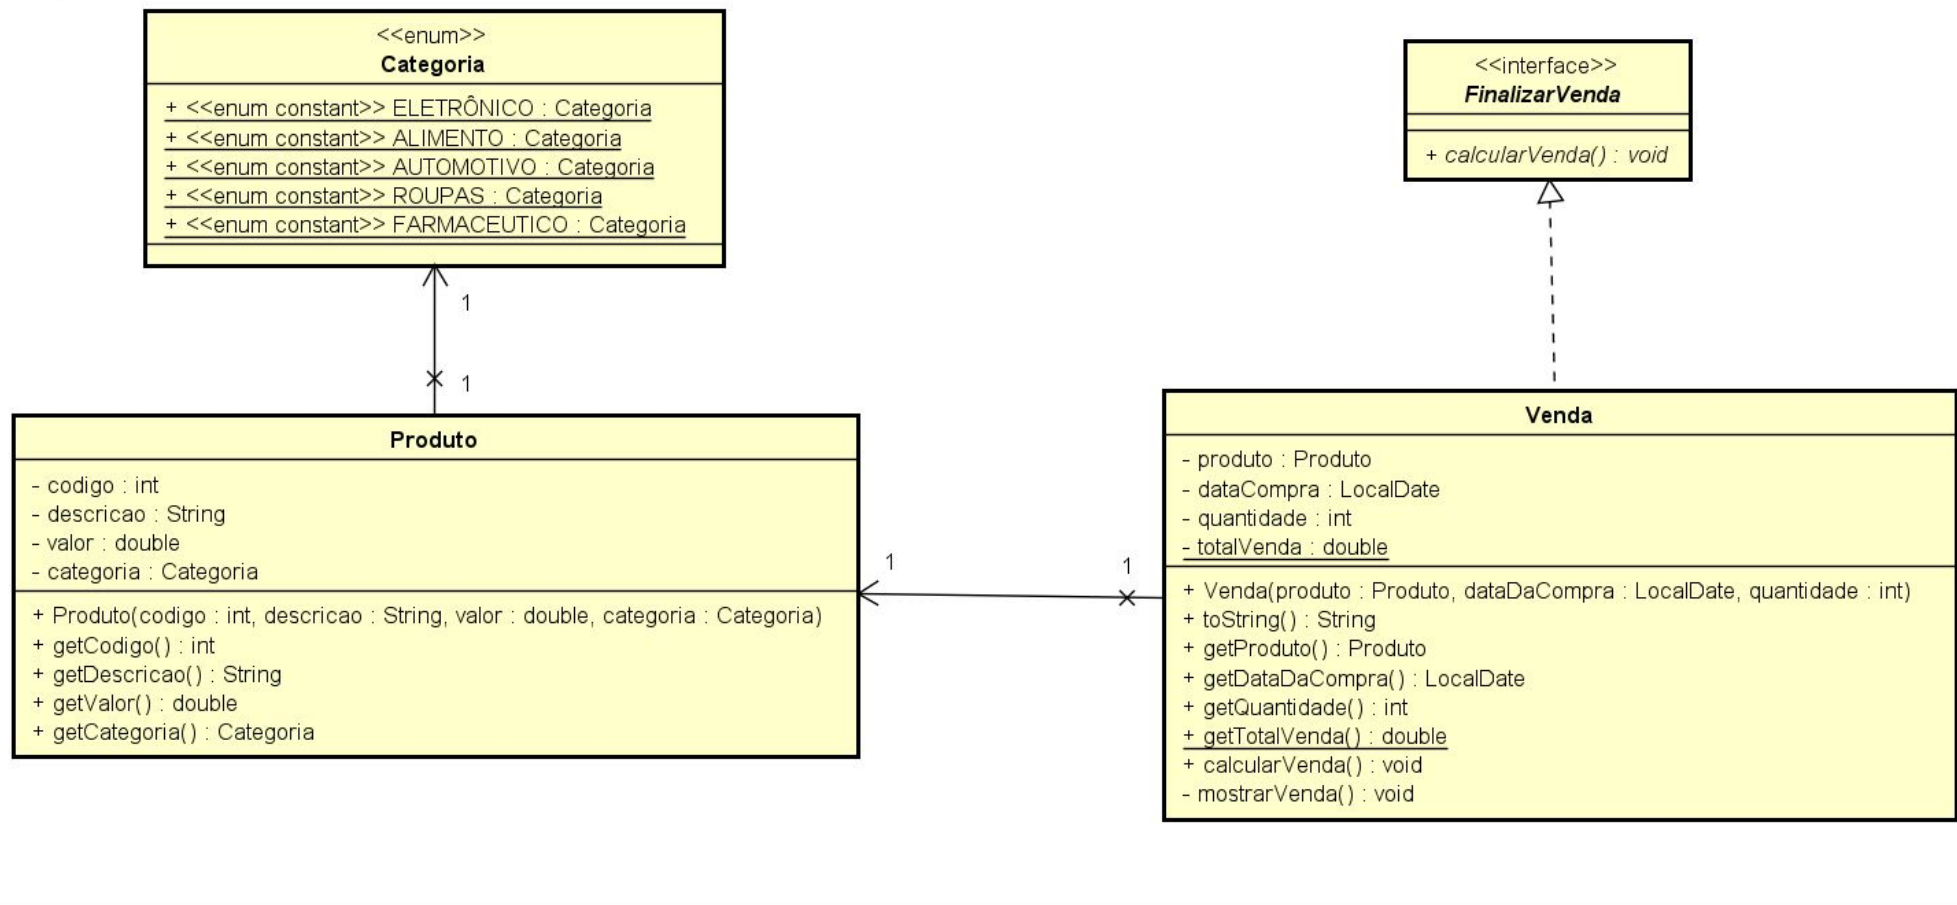 <<enum>>
Categoria
+ <<enum constant>> ELETRÔNICO : Categoria
+ <<enum constant>> ALIMENTO : Categoria
+ <<enum constant>> AUTOMOTIVO : Categoria
+ <<enum constant>> ROUPAS : Categoria
+ <<enum constant>> FARMACEUTICO : Categoria
<<interface>>
FinalizarVenda
+ calcularVenda() : void
1
1
Produto
- codigo : int
- descricao : String
- valor : double
- categoria : Categoria
+ Produto(codigo : int, descricao : String, valor : double, categoria : Categoria)
+ getCodigo() : int
+ getDescricao() : String
+ getValor() : double
+ getCategoria() : Categoria
1
1
Venda
- produto : Produto
- dataCompra : LocalDate
- quantidade : int
- totalVenda : double
+ Venda(produto : Produto, dataDaCompra : LocalDate, quantidade : int)
+ toString() : String
+ getProduto() : Produto
+ getDataDaCompra() : LocalDate
+ getQuantidade() : int
+ getTotalVenda() : double
+ calcularVenda() : void
- mostrarVenda() : void